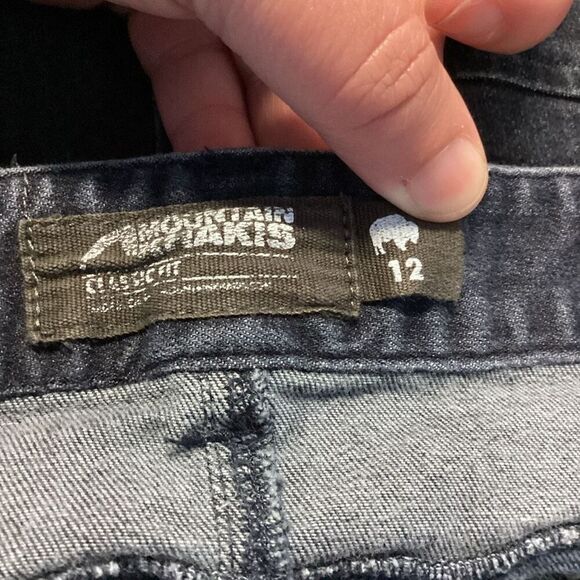 MOUNTAIN
KHAKIS
CLASSIC FIT
12